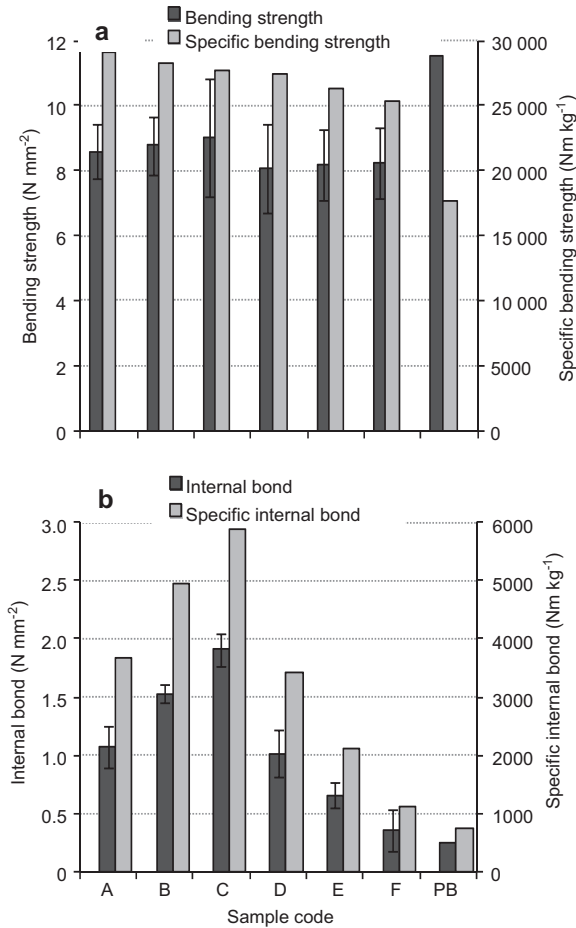 a
Bending strength
Specific bending strength
Bending strength (N mm⁻²)
12
10
8
6
4
2
0
30 000
25 000
20 000
15 000
10 000
5000
0
Specific bending strength (Nm kg⁻¹)
b
Internal bond
Specific internal bond
Internal bond (N mm⁻²)
3.0
2.5
2.0
1.5
1.0
0.5
0
6000
5000
4000
3000
2000
1000
0
Specific internal bond (Nm kg⁻¹)
A B C D E F PB
Sample code